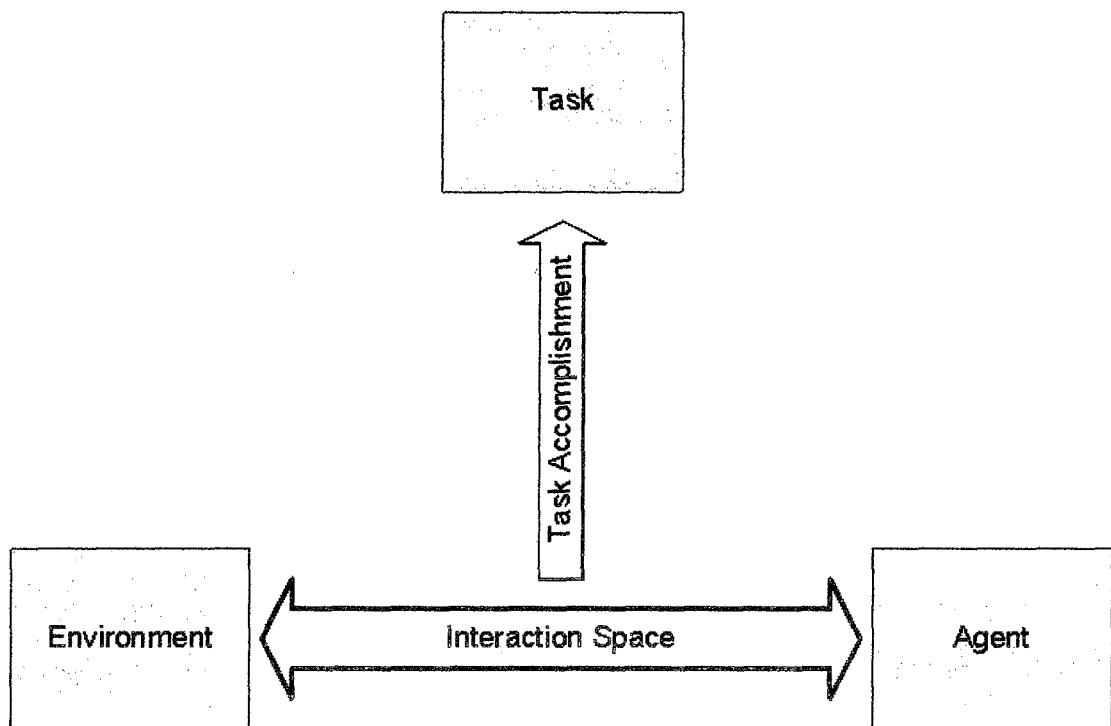 Task
Task Accomplishment
Environment
Interaction Space
Agent